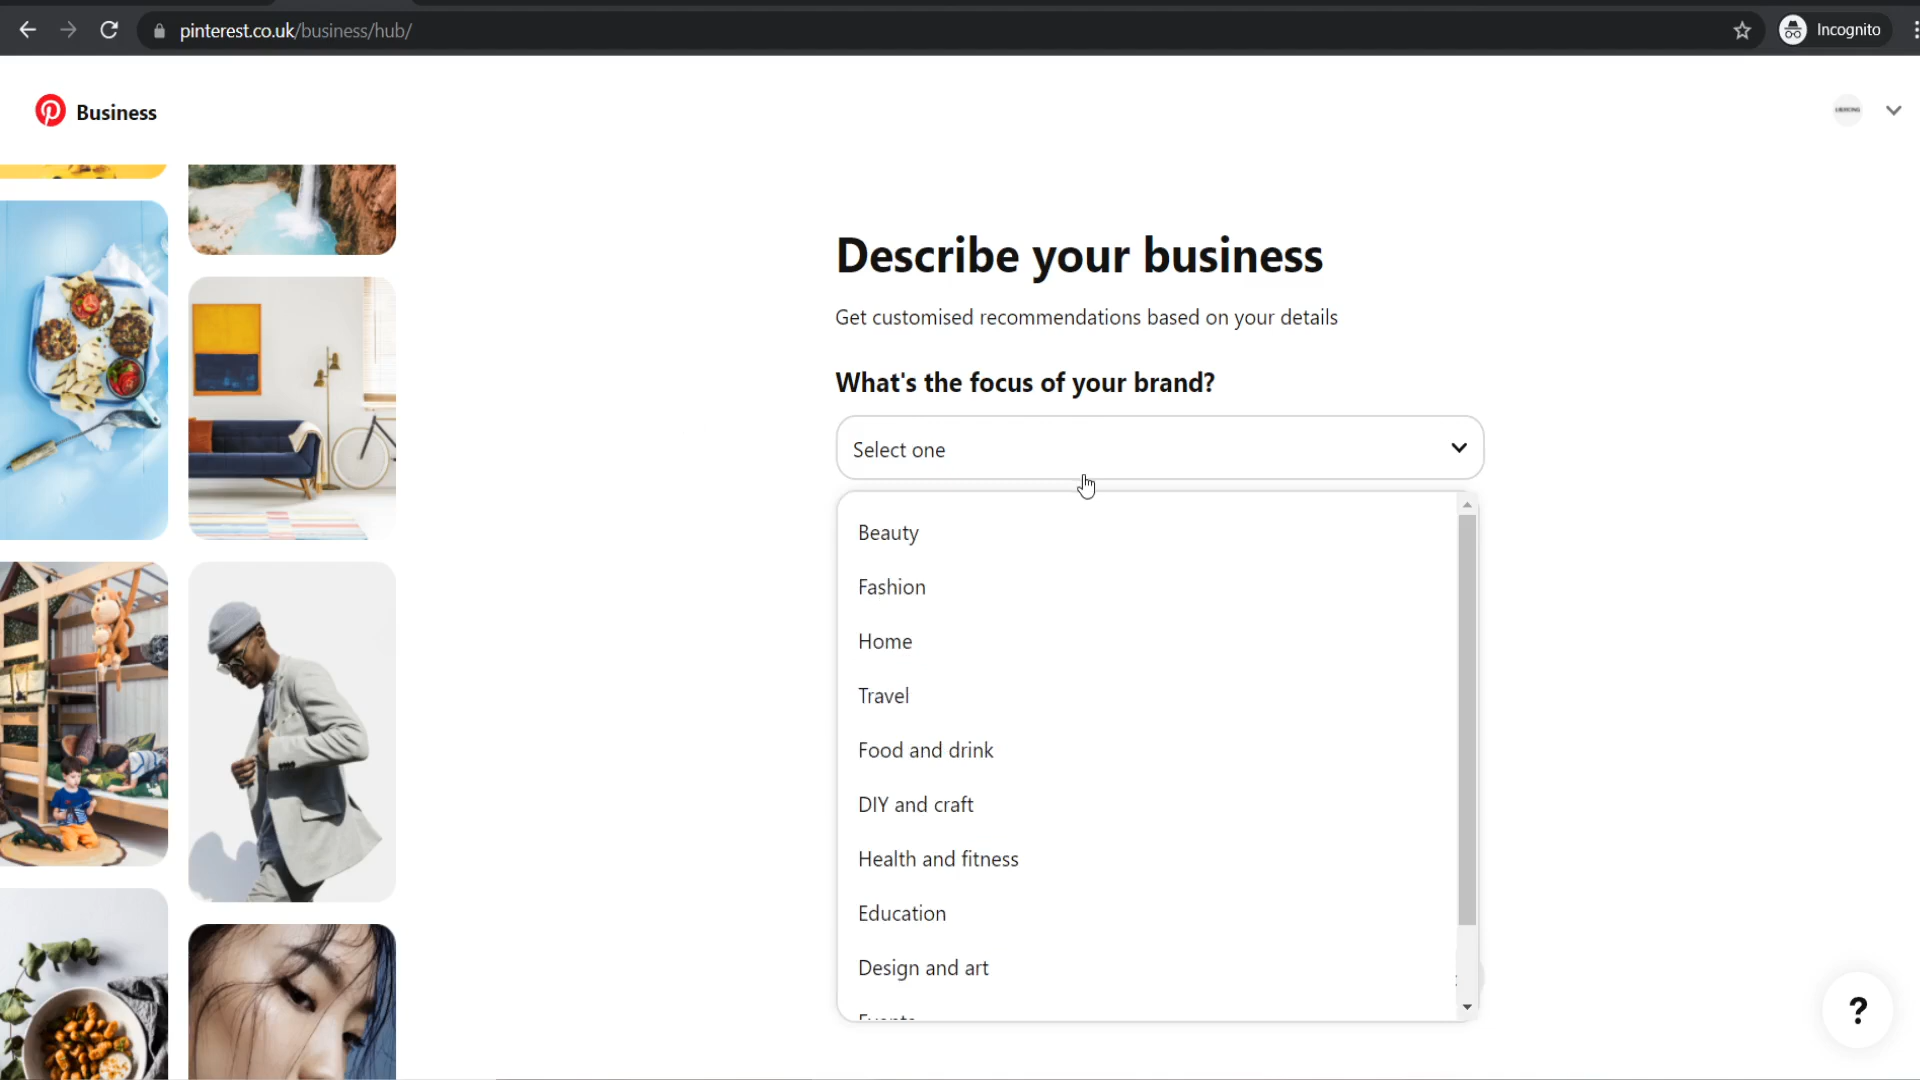 pinterest.co.uk/business/hub/
Incognito
Business
Describe your business
Get customised recommendations based on your details
What's the focus of your brand?
Select one
Beauty
Fashion
Home
Travel
Food and drink
DIY and craft
Health and fitness
Education
Design and art
?